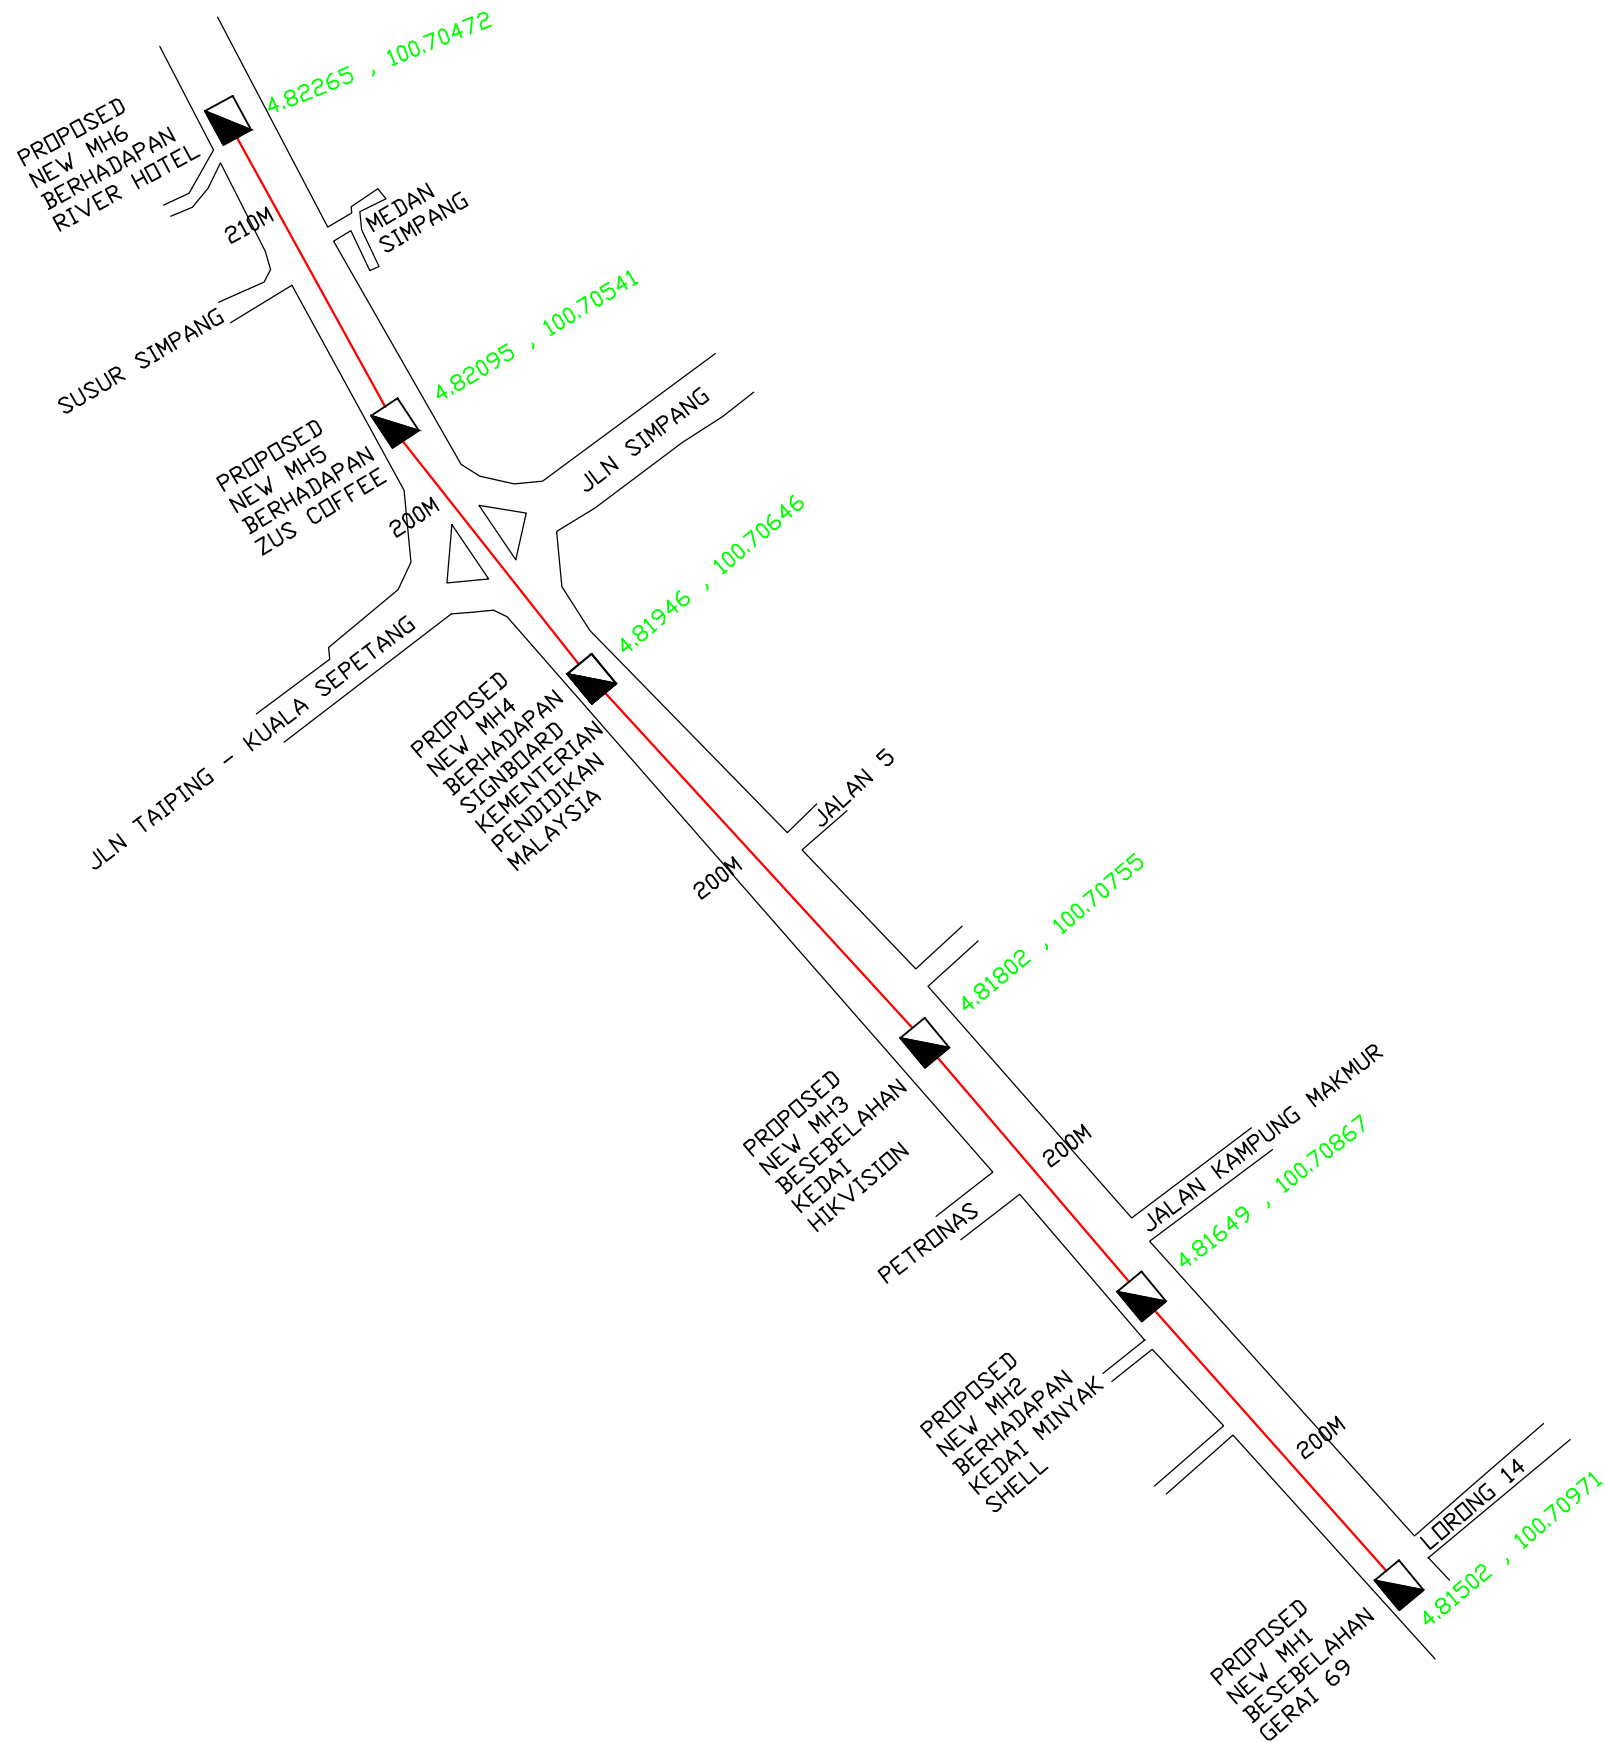 4.82265 , 100.70472
PROPOSED
NEW MH6
BERHADAPAN
RIVER HOTEL
210M
MEDAN
SIMPANG
SUSUR SIMPANG
4.82095 , 100.70541
PROPOSED
NEW MH5
BERHADAPAN
ZUS COFFEE
JLN SIMPANG
200M
4.81946 , 100.70646
JLN TAIPING - KUALA SEPETANG
PROPOSED
NEW MH4
BERHADAPAN
SIGNBOARD
KEMENTERIAN
PENDIDIKAN
MALAYSIA
JALAN 5
200M
4.81802 , 100.70755
PROPOSED
NEW MH3
BESEBELAHAN
KEDAI
HIKVISION
200M
JALAN KAMPUNG MAKMUR
PETRONAS
4.81649 , 100.70867
PROPOSED
NEW MH2
BERHADAPAN
KEDAI MINYAK
SHELL
200M
LORONG 14
4.81502 , 100.70971
PROPOSED
NEW MH1
BESEBELAHAN
GERAI 69